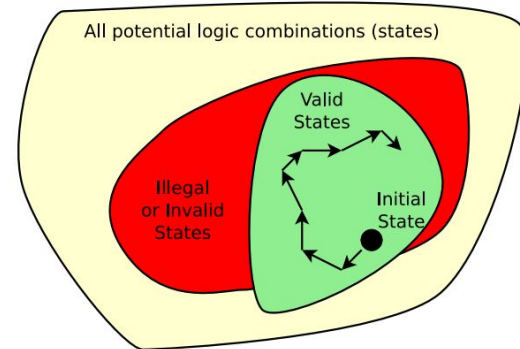 All potential logic combinations (states)
Valid
States
Illegal
or Invalid
States
Initial
State